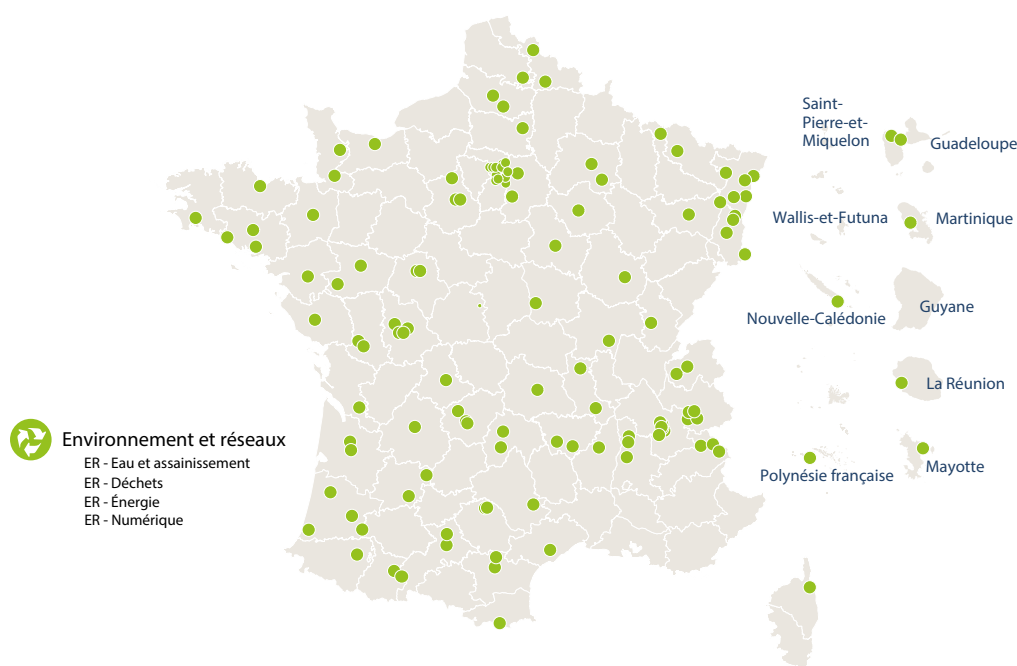 Saint-
Pierre-et-
Miquelon
Guadeloupe
Wallis-et-Futuna
Martinique
Nouvelle-Calédonie
Guyane
La Réunion
Polynésie française
Mayotte
Environnement et réseaux
ER - Eau et assainissement
ER - Déchets
ER - Énergie
ER - Numérique